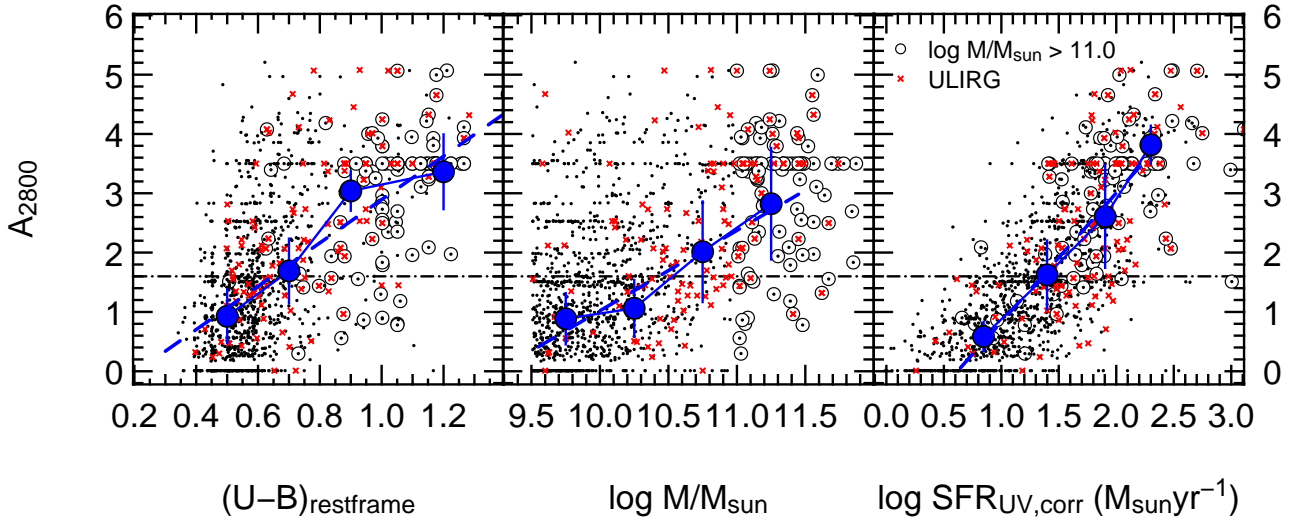 6 6
5 5
4 4
3 3
2 2
1 1
0 0
A2800
log M/Msun > 11.0
ULIRG
0.2 0.4 0.6 0.8 1.0 1.2 9.5 10.0 10.5 11.0 11.5 0.0 0.5 1.0 1.5 2.0 2.5 3.0
(U−B)restframe log M/Msun log SFRUV,corr (Msunyr−1)